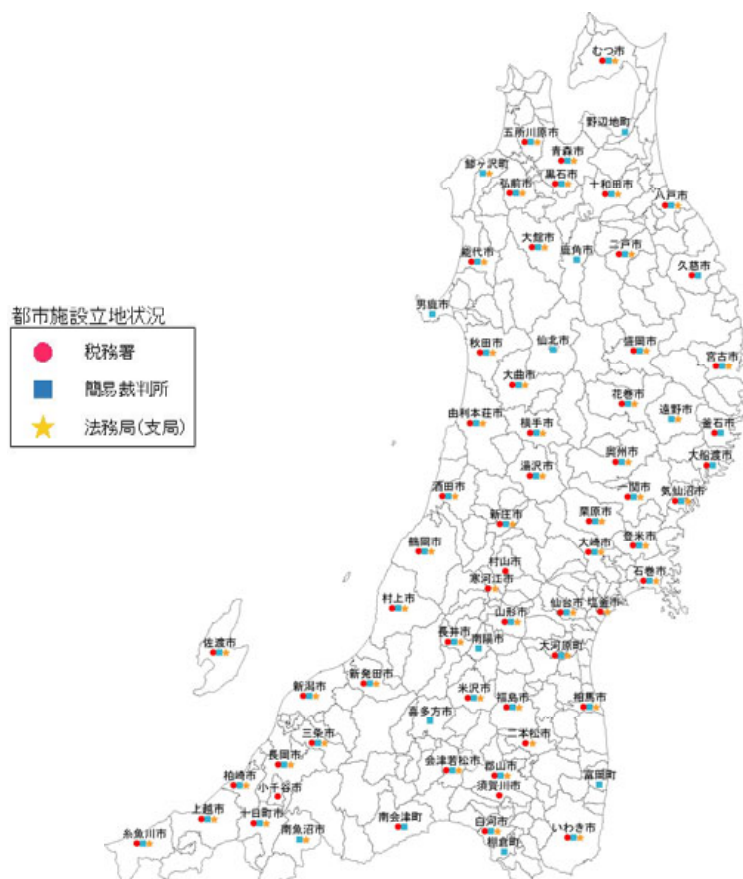 むつ市
野辺地町
五所川原市
青森市
鯵ヶ沢町
黒石市
弘前市
十和田市
八戸市
大館市
二戸市
能代市
鹿角市
久慈市
男鹿市
都市施設立地状況
税務署
簡易裁判所
法務局(支局)
秋田市
仙北市
盛岡市
宮古市
大曲市
花巻市
遠野市
由利本荘市
横手市
釜石市
奥州市
大船渡市
湯沢市
酒田市
一関市
気仙沼市
新庄市
栗原市
鶴岡市
大崎市
登米市
村山市
石巻市
寒河江市
村上市
山形市
仙台市
塩釜市
長井市
南陽市
佐渡市
大河原町
新発田市
新潟市
米沢市
福島市
相馬市
喜多方市
三条市
二本松市
長岡市
会津若松市
郡山市
柏崎市
小千谷市
須賀川市
富岡町
上越市
十日町市
南魚沼市
南会津町
白河市
いわき市
糸魚川市
棚倉町